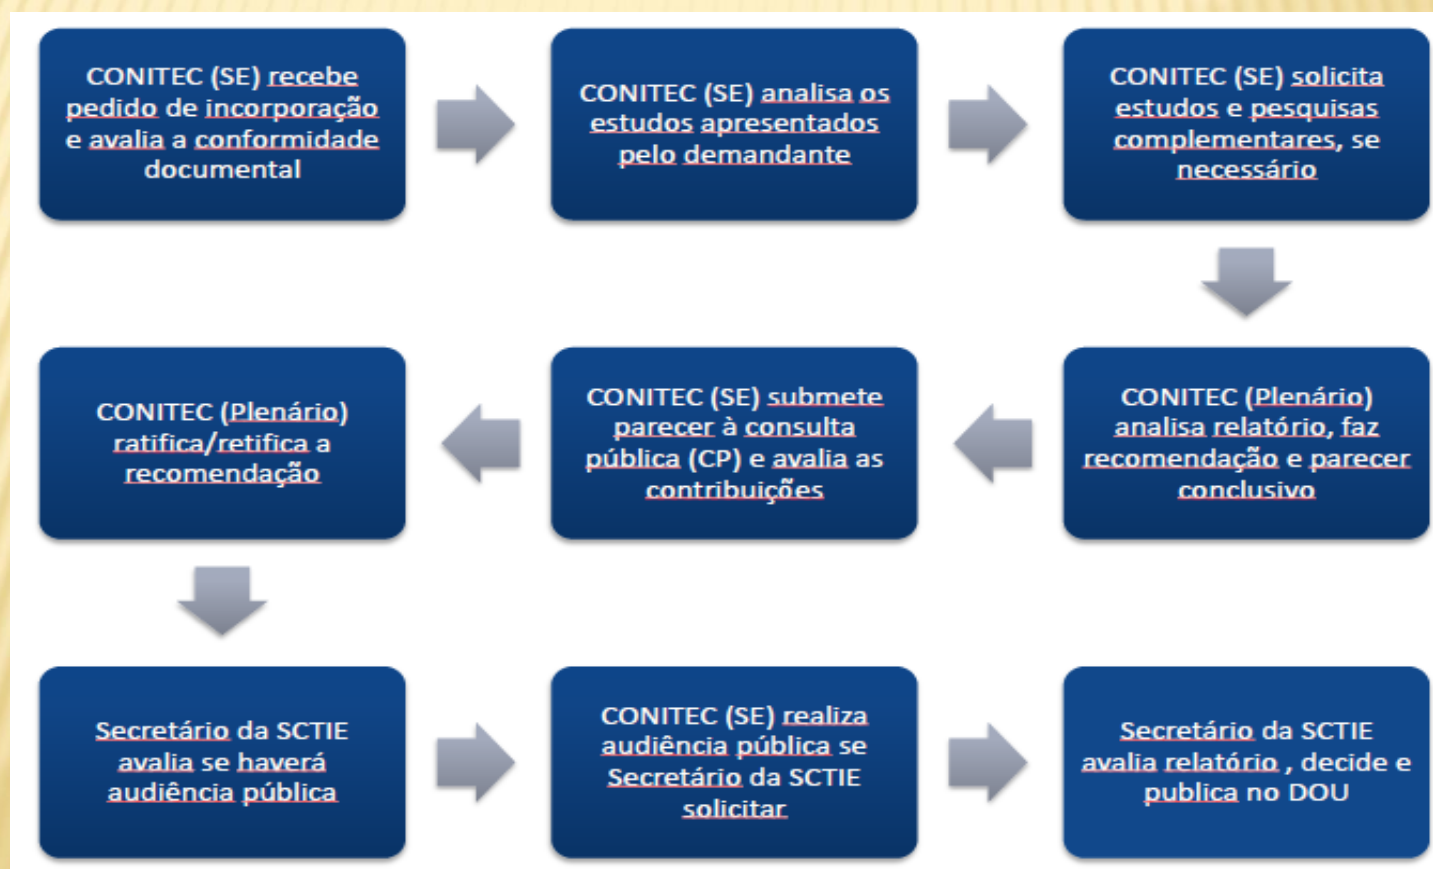 CONITEC (SE) recebe
pedido de incorporação
e avalia a conformidade
documental
CONITEC (SE) analisa os
estudos apresentados
pelo demandante
CONITEC (SE) solicita
estudos e pesquisas
complementares, se
necessário
CONITEC (Plenário)
analisa relatório, faz
recomendação e parecer
conclusivo
CONITEC (SE) submete
parecer à consulta
pública (CP) e avalia as
contribuições
CONITEC (Plenário)
ratifica/retifica a
recomendação
Secretário da SCTIE
avalia se haverá
audiência pública
CONITEC (SE) realiza
audiência pública se
Secretário da SCTIE
solicitar
Secretário da SCTIE
avalia relatório , decide e
publica no DOU